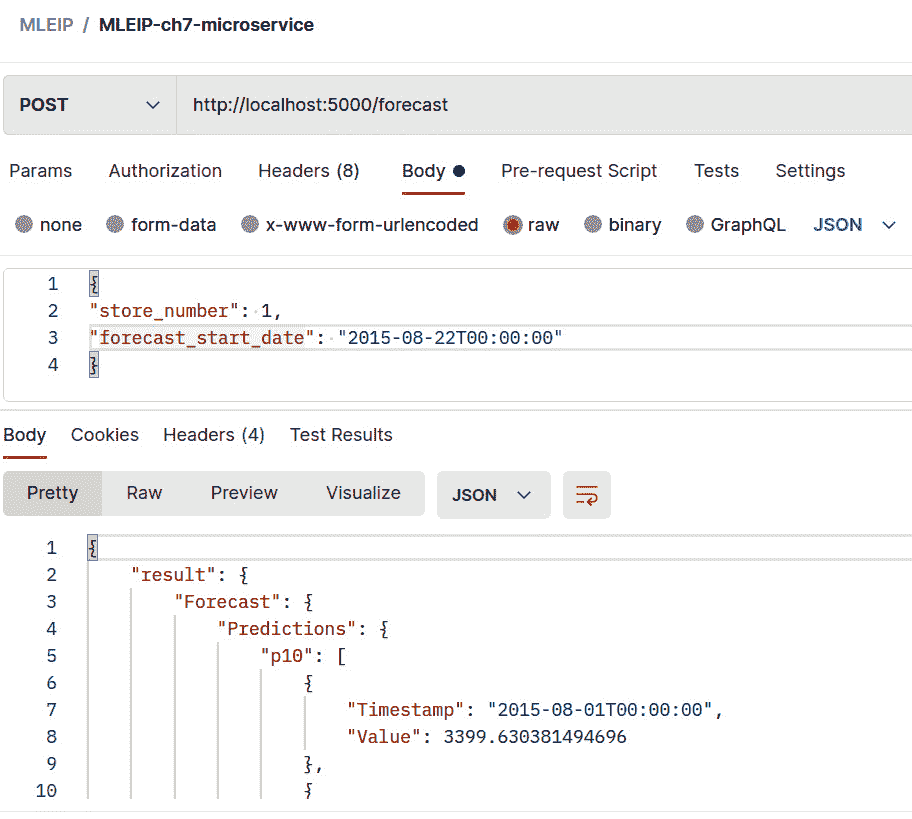 MLEIP / MLEIP-ch7-microservice
POST http://localhost:5000/forecast
Params Authorization Headers (8) Body Pre-request Script Tests Settings
none form-data x-www-form-urlencoded raw binary GraphQL JSON
1 {
2 "store_number": 1,
3 "forecast_start_date": "2015-08-22T00:00:00"
4 }
Body Cookies Headers (4) Test Results
Pretty Raw Preview Visualize JSON
1 {
2 "result": {
3 "Forecast": {
4 "Predictions": {
5 "p10": [
6 {
7 "Timestamp": "2015-08-01T00:00:00",
8 "Value": 3399.630381494696
9 },
10 {